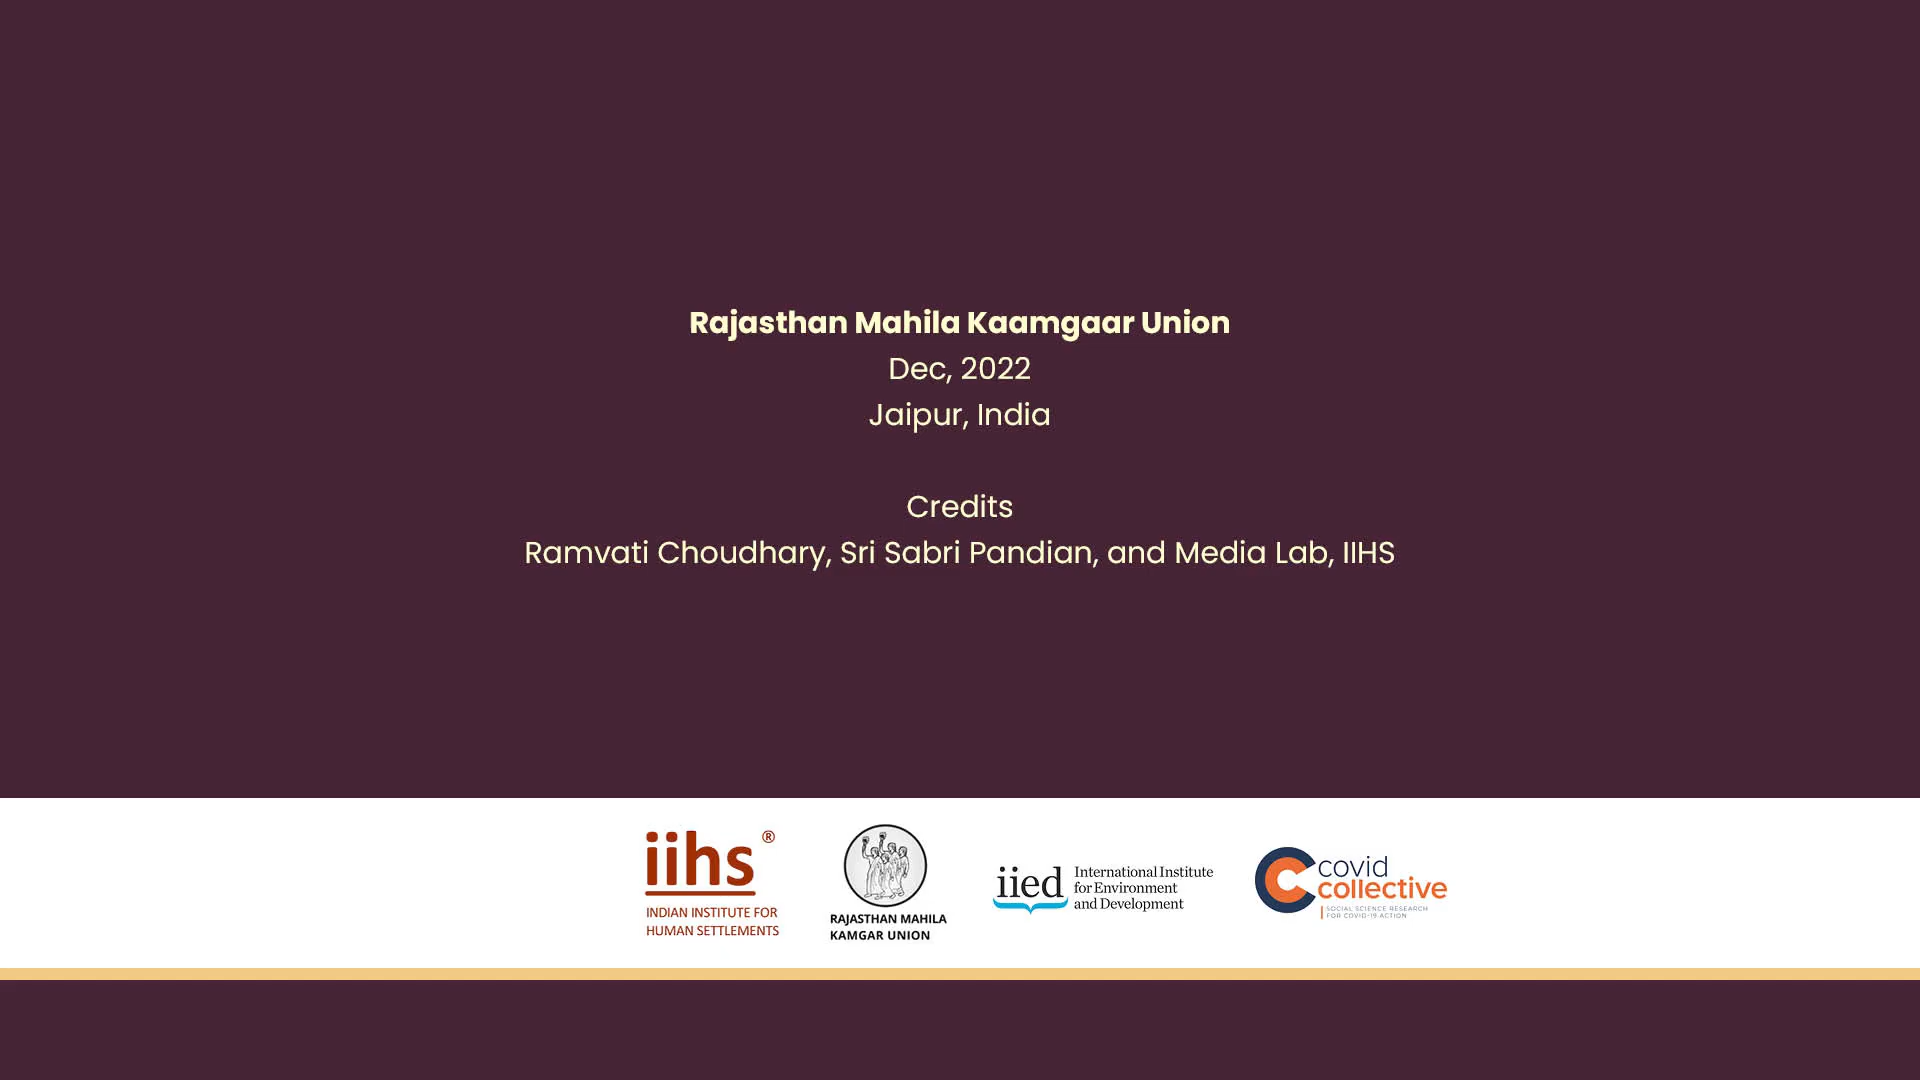 Rajasthan Mahila Kaamgaar Union
Dec, 2022
Jaipur, India
Credits
Ramvati Choudhary, Sri Sabri Pandian, and Media Lab, IIHS
iihs ®
INDIAN INSTITUTE FOR
HUMAN SETTLEMENTS
RAJASTHAN MAHILA
KAMGAR UNION
iied
International Institute
for Environment
and Development
covid
collective
SOCIAL SCIENCE RESEARCH
FOR COVID-19 ACTION